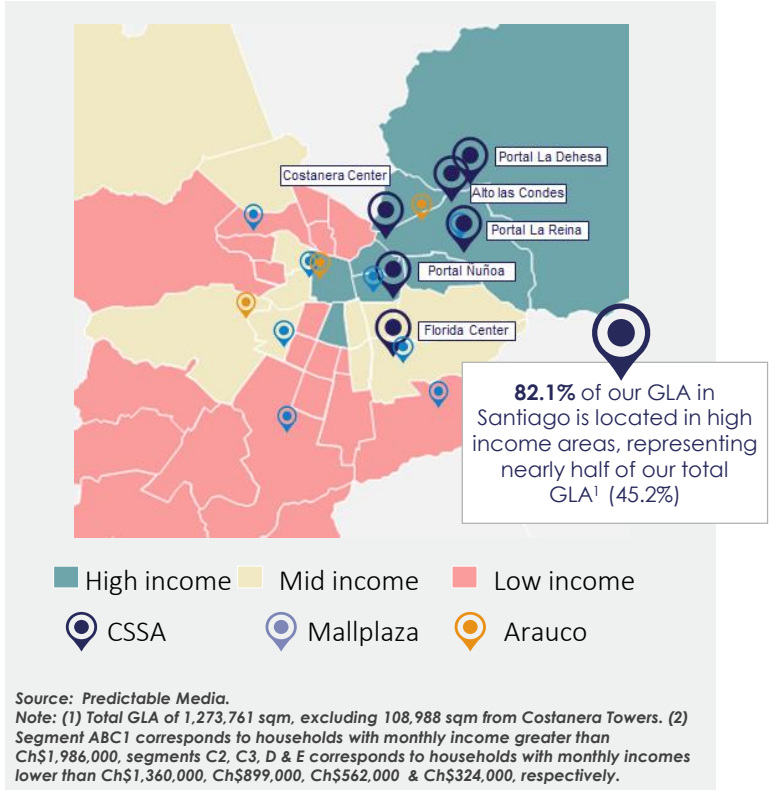 Portal La Dehesa
Costanera Center
Alto las Condes
Portal La Reina
Portal Ñuñoa
Florida Center
82.1% of our GLA in
Santiago is located in high
income areas, representing
nearly half of our total
GLA¹ (45.2%)
High income Mid income Low income
CSSA Mallplaza Arauco
Source: Predictable Media.
Note: (1) Total GLA of 1,273,761 sqm, excluding 108,988 sqm from Costanera Towers. (2)
Segment ABC1 corresponds to households with monthly income greater than
Ch$1,986,000, segments C2, C3, D & E corresponds to households with monthly incomes
lower than Ch$1,360,000, Ch$899,000, Ch$562,000 & Ch$324,000, respectively.